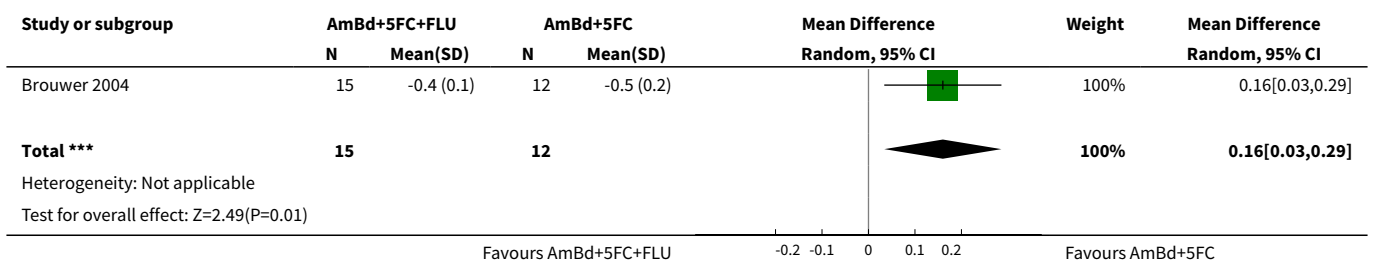 Study or subgroup AmBd+5FC+FLU AmBd+5FC Mean Difference Weight Mean Difference
N Mean(SD) N Mean(SD) Random, 95% CI Random, 95% CI
Brouwer 2004 15 -0.4 (0.1) 12 -0.5 (0.2) 100% 0.16[0.03,0.29]
Total *** 15 12 100% 0.16[0.03,0.29]
Heterogeneity: Not applicable
Test for overall effect: Z=2.49(P=0.01)
Favours AmBd+5FC+FLU -0.2 -0.1 0 0.1 0.2 Favours AmBd+5FC